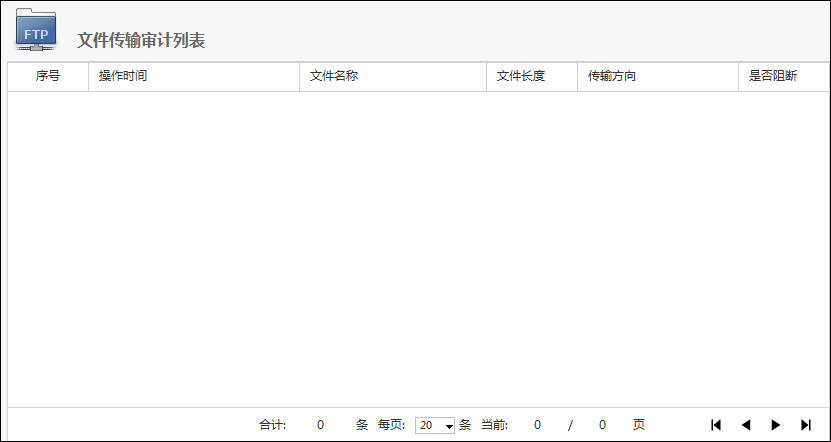 FTP
文件传输审计列表
序号 操作时间 文件名称 文件长度 传输方向 是否阻断
合计: 0 条 每页: 20 条 当前: 0 / 0 页